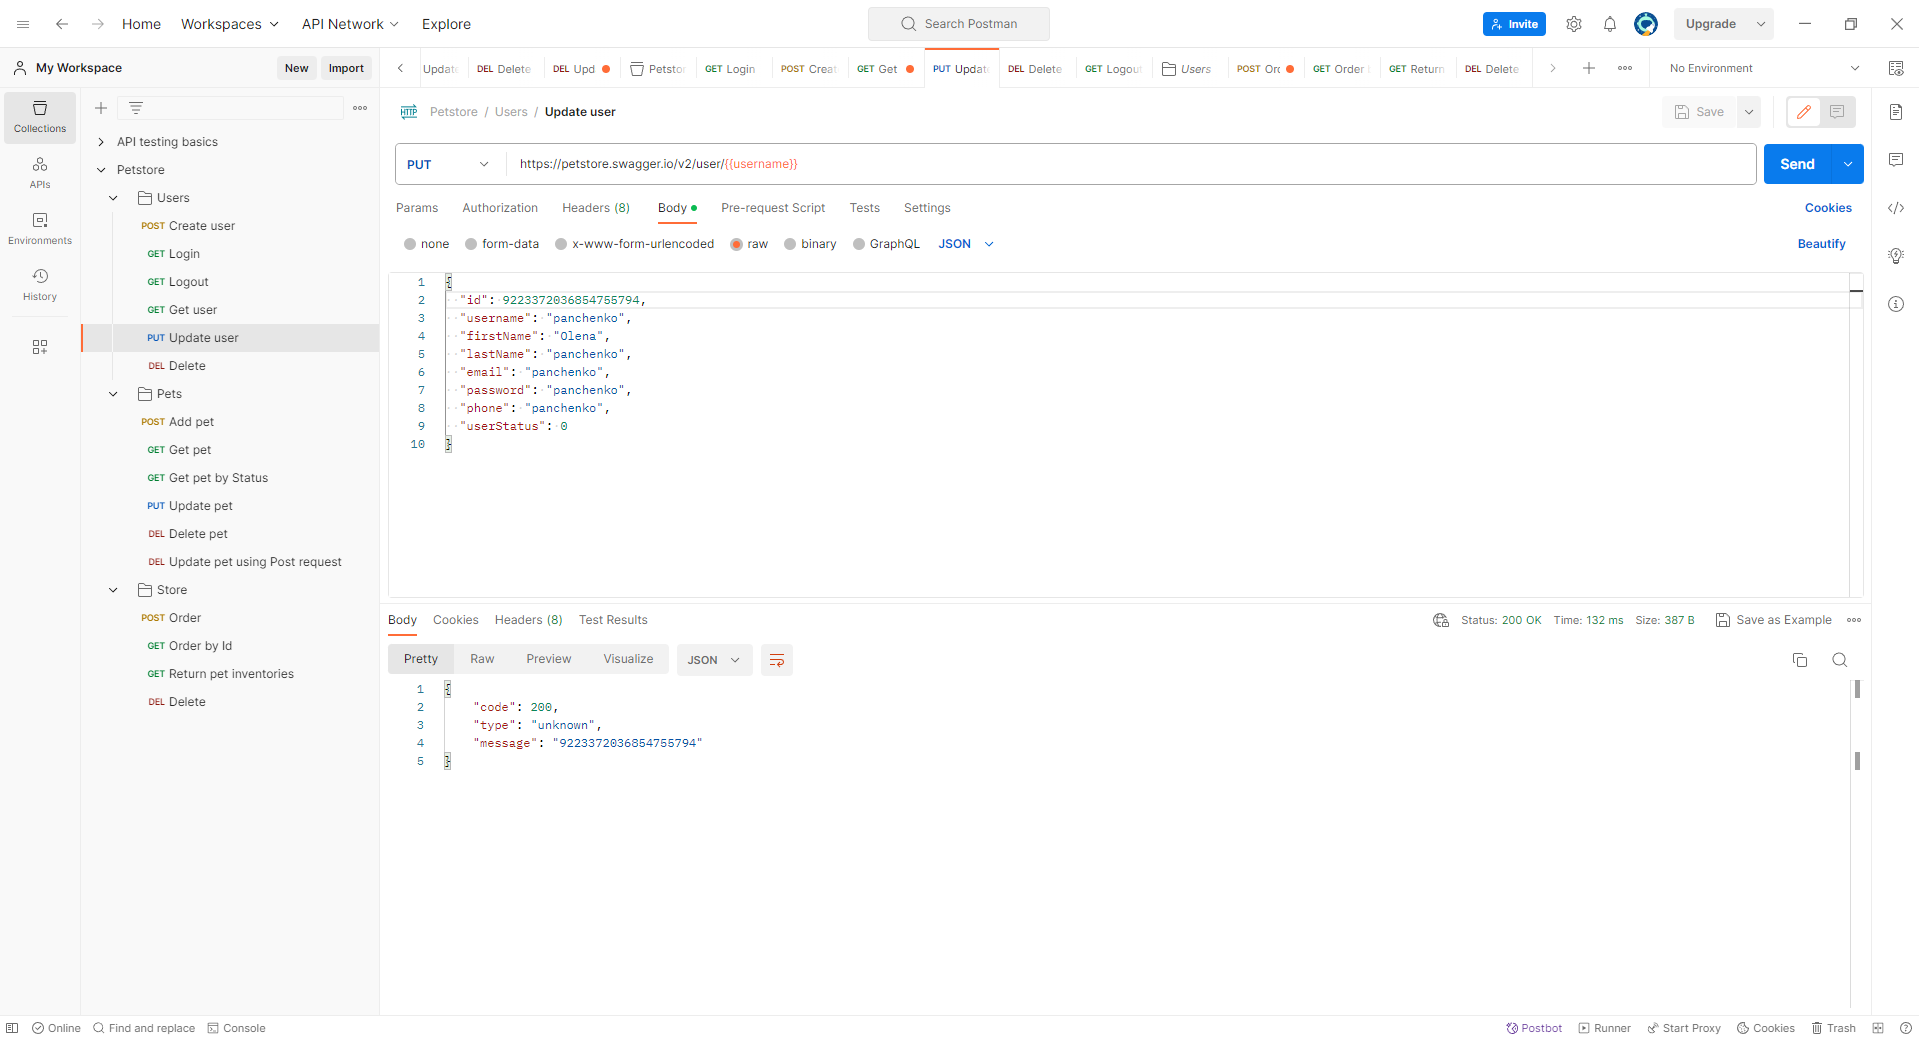 Home Workspaces API Network Explore Search Postman Invite Upgrade
My Workspace New Import
Update DEL Delete DEL Upd Petstor GET Login POST Creat GET Get PUT Updat DEL Delete GET Logou Users POST Orc GET Order GET Return DEL Delete No Environment
Collections
APIs
Environments
History
API testing basics
Petstore
Users
POST Create user
GET Login
GET Logout
GET Get user
PUT Update user
DEL Delete
Pets
POST Add pet
GET Get pet
GET Get pet by Status
PUT Update pet
DEL Delete pet
DEL Update pet using Post request
Store
POST Order
GET Order by Id
GET Return pet inventories
DEL Delete
HTTP Petstore / Users / Update user Save
PUT https://petstore.swagger.io/v2/user/{{username}} Send
Params Authorization Headers (8) Body Pre-request Script Tests Settings Cookies
none form-data x-www-form-urlencoded raw binary GraphQL JSON Beautify
1 {
2 "id": 9223372036854755794,
3 "username": "panchenko",
4 "firstName": "Olena",
5 "lastName": "panchenko",
6 "email": "panchenko",
7 "password": "panchenko",
8 "phone": "panchenko",
9 "userStatus": 0
10 }
Body Cookies Headers (8) Test Results Status: 200 OK Time: 132 ms Size: 387 B Save as Example
Pretty Raw Preview Visualize JSON
1 {
2 "code": 200,
3 "type": "unknown",
4 "message": "9223372036854755794"
5 }
Online Find and replace Console Postbot Runner Start Proxy Cookies Trash